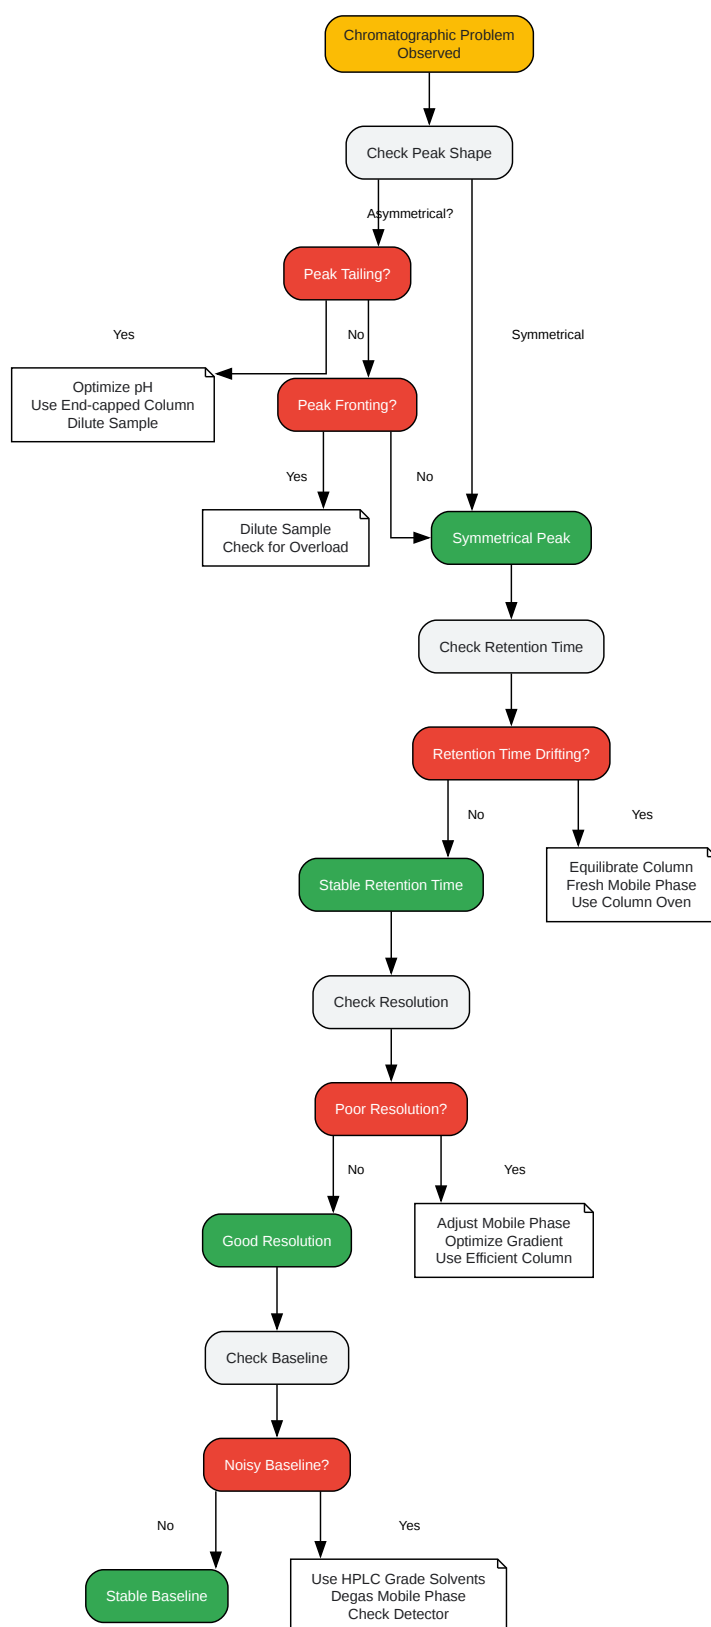 Chromatographic Problem
Observed
Check Peak Shape
Asymmetrical?
Peak Tailing?
Yes
No
Symmetrical
Optimize pH
Use End-capped Column
Dilute Sample
Peak Fronting?
Yes
No
Dilute Sample
Check for Overload
Symmetrical Peak
Check Retention Time
Retention Time Drifting?
No
Yes
Equilibrate Column
Fresh Mobile Phase
Use Column Oven
Stable Retention Time
Check Resolution
Poor Resolution?
No
Yes
Adjust Mobile Phase
Optimize Gradient
Use Efficient Column
Good Resolution
Check Baseline
Noisy Baseline?
No
Yes
Stable Baseline
Use HPLC Grade Solvents
Degas Mobile Phase
Check Detector